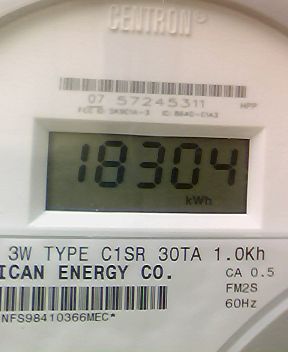 CENTRON®
07 57245311 HPP
18304
kWh
3W TYPE C1SR 30TA 1.0Kh
ICAN ENERGY CO. CA 0.5
FM2S
60Hz
NFS98410366MEC*